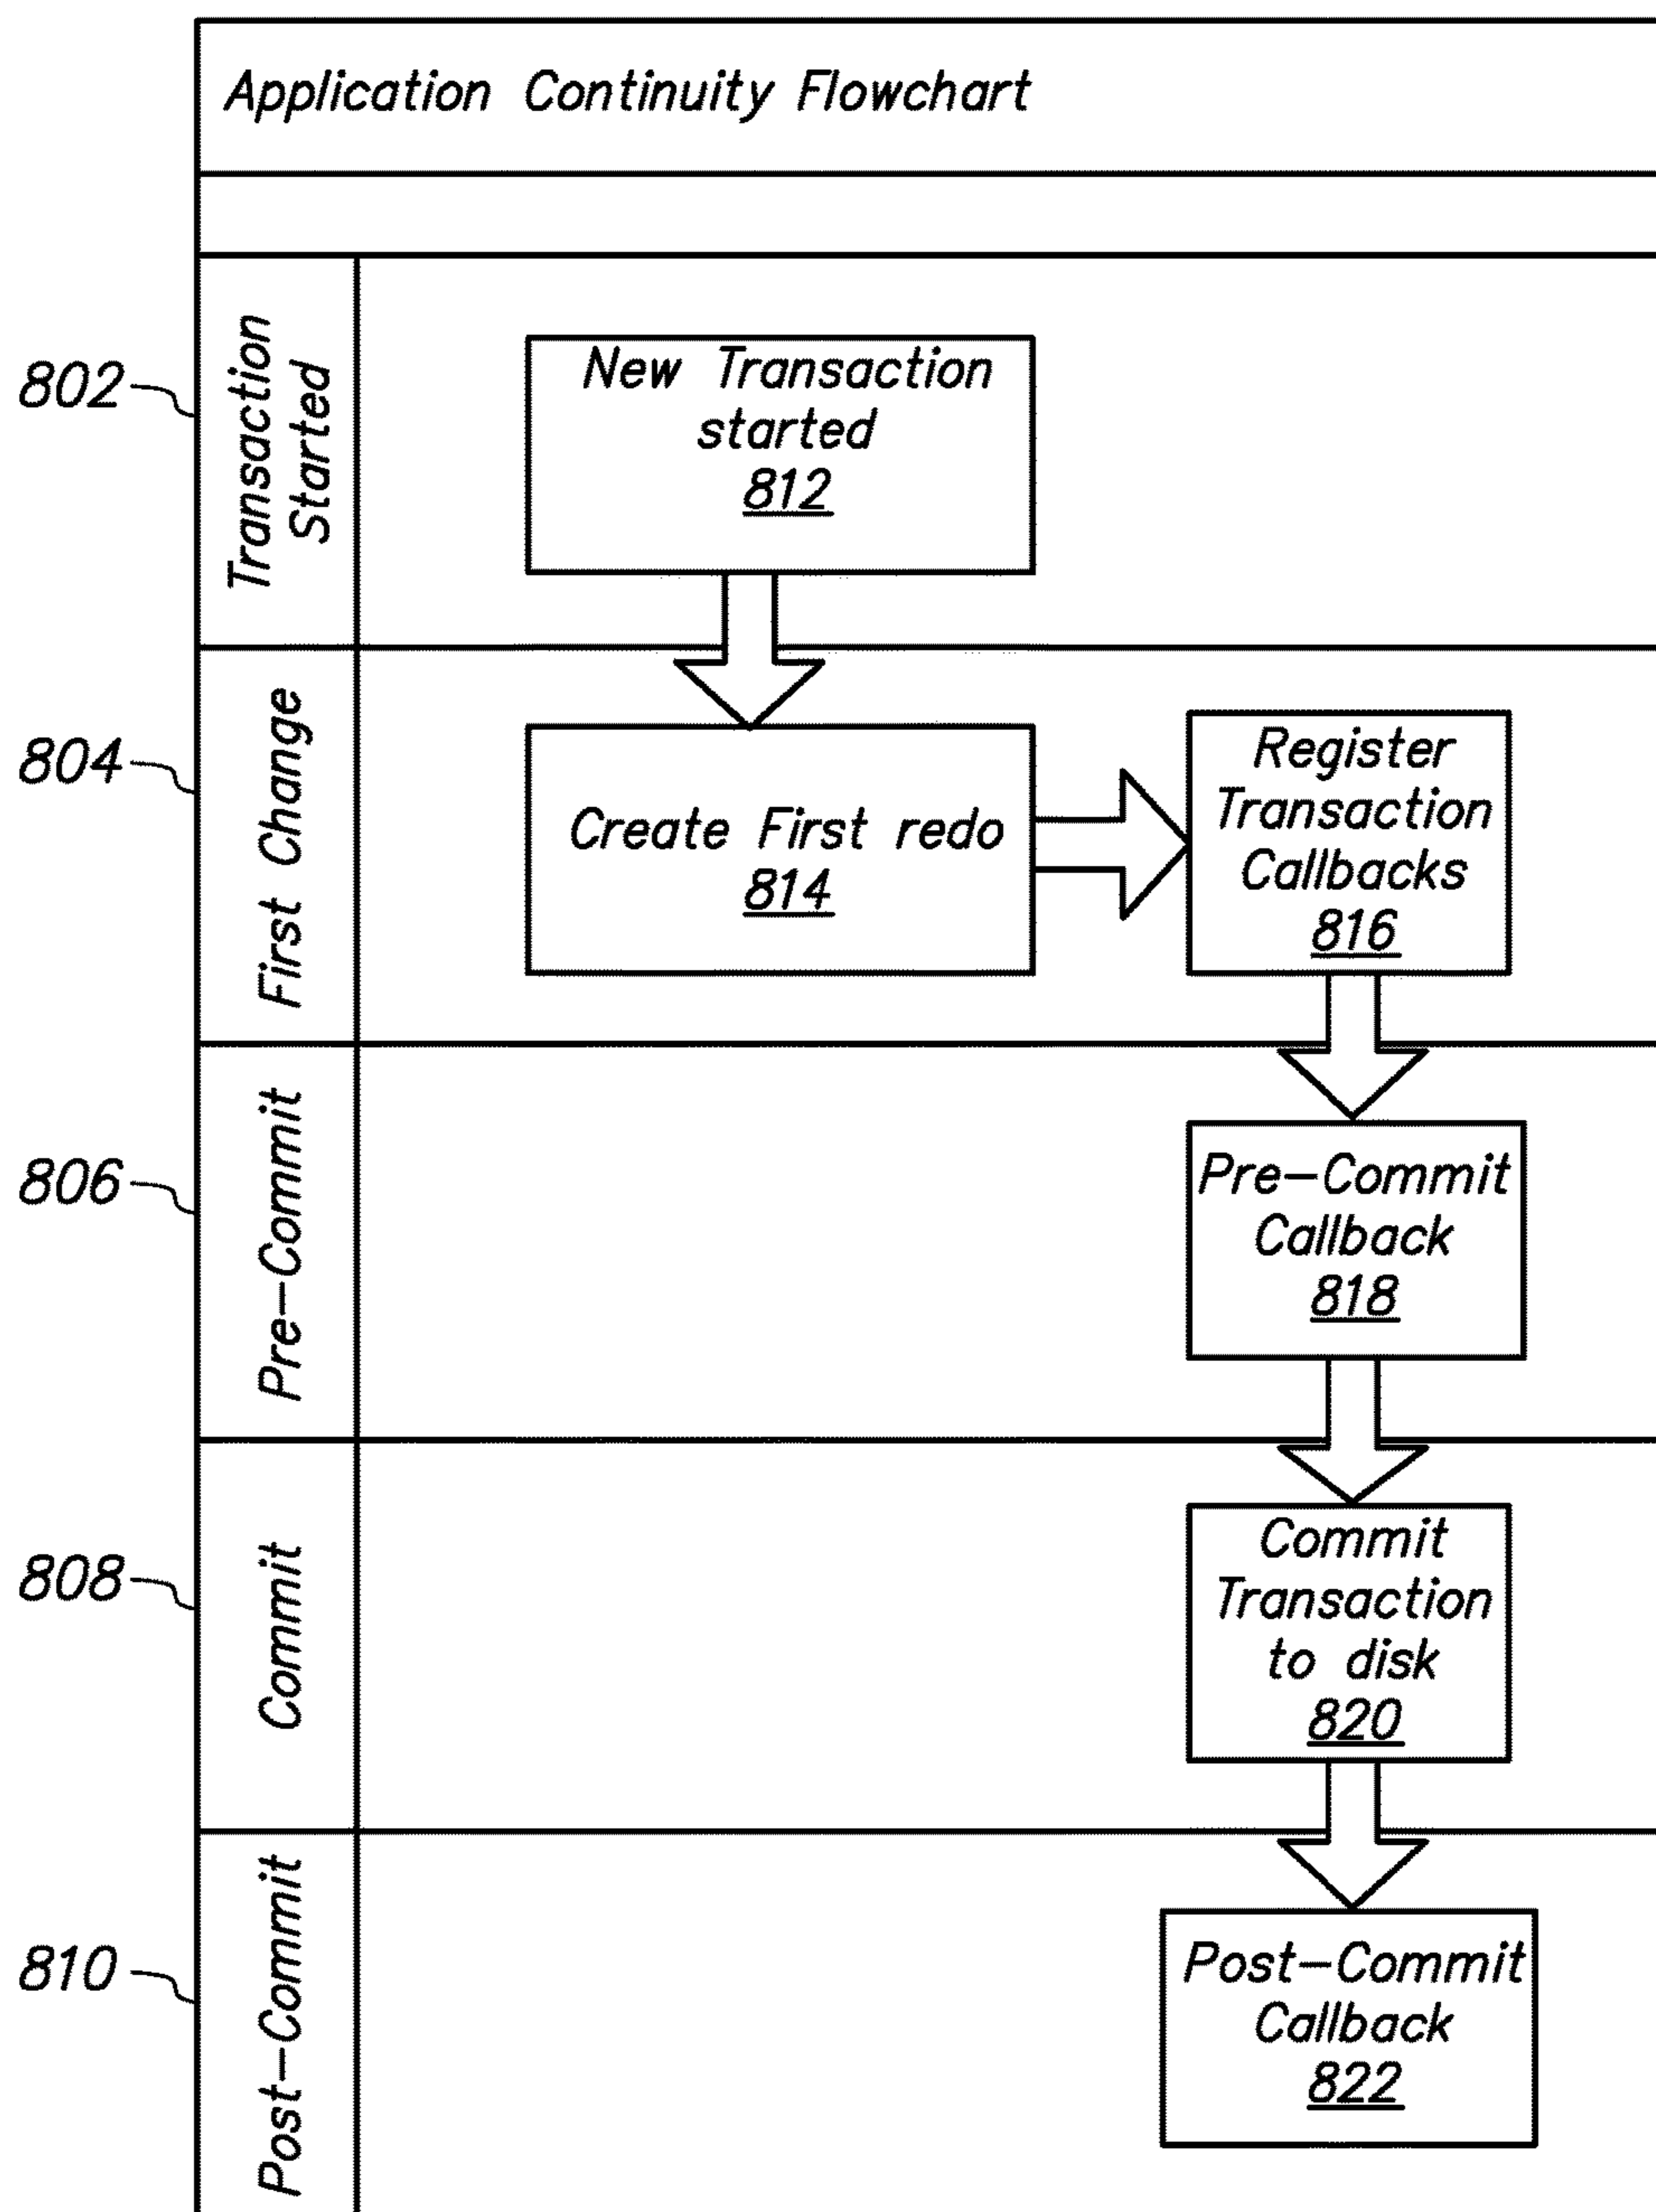 Application Continuity Flowchart
802
Transaction
Started
New Transaction
started
812
804
First Change
Create First redo
814
Register
Transaction
Callbacks
816
806
Pre-Commit
Pre-Commit
Callback
818
808
Commit
Commit
Transaction
to disk
820
810
Post-Commit
Post-Commit
Callback
822